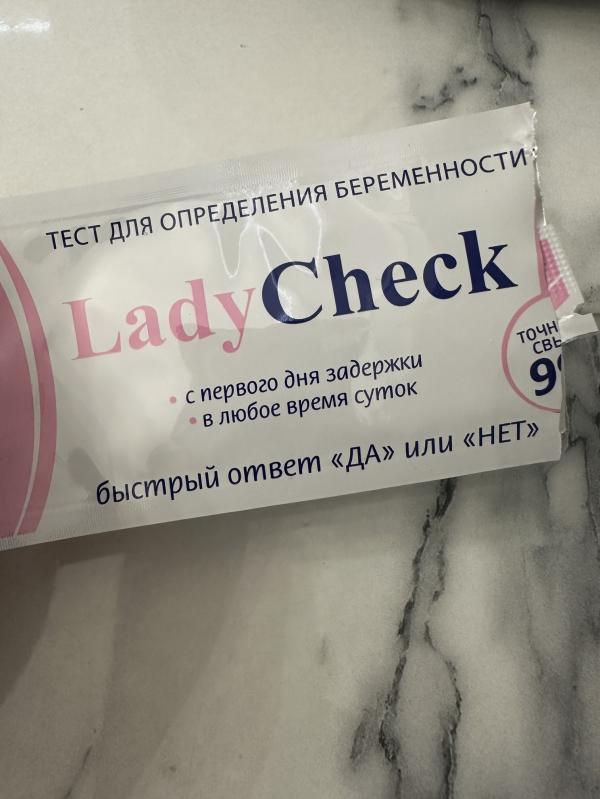 ТЕСТ ДЛЯ ОПРЕДЕЛЕНИЯ БЕРЕМЕННОСТИ
LadyCheck
• с первого дня задержки
• в любое время суток
быстрый ответ «ДА» или «НЕТ»